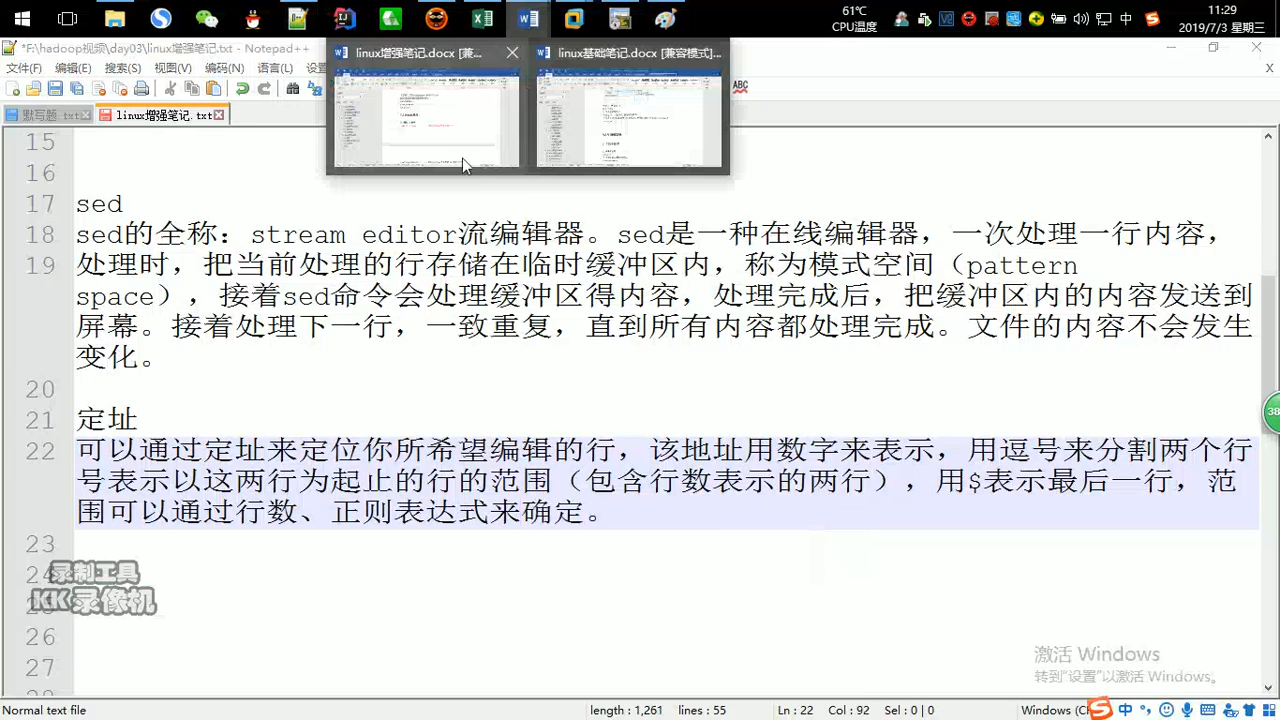 61℃
CPU温度
中
11:29
2019/7/3 星期三
*F:\hadoop视频\day03\linux增强笔记.txt - Notepad++
文件(F) 编辑(E) 搜索(S) 视图(V) 编码(N) 语言(L) 设
X
linux增强笔记.docx [兼...
linux基础笔记.docx [兼容模式]...
ABC
默写题.txt
linux增强笔记.txt
15
16
17 sed
18 sed的全称：stream editor流编辑器。sed是一种在线编辑器，一次处理一行内容，
19 处理时，把当前处理的行存储在临时缓冲区内，称为模式空间（pattern
space），接着sed命令会处理缓冲区得内容，处理完成后，把缓冲区内的内容发送到
屏幕。接着处理下一行，一致重复，直到所有内容都处理完成。文件的内容不会发生
变化。
20
21 定址
22 可以通过定址来定位你所希望编辑的行，该地址用数字来表示，用逗号来分割两个行
号表示以这两行为起止的行的范围（包含行数表示的两行），用$表示最后一行，范
围可以通过行数、正则表达式来确定。
23
24
录制工具
KK录像机
26
27
38
激活 Windows
转到"设置"以激活 Windows。
Normal text file
length : 1,261 lines : 55
Ln : 22 Col : 92 Sel : 0 | 0
Windows (C
中